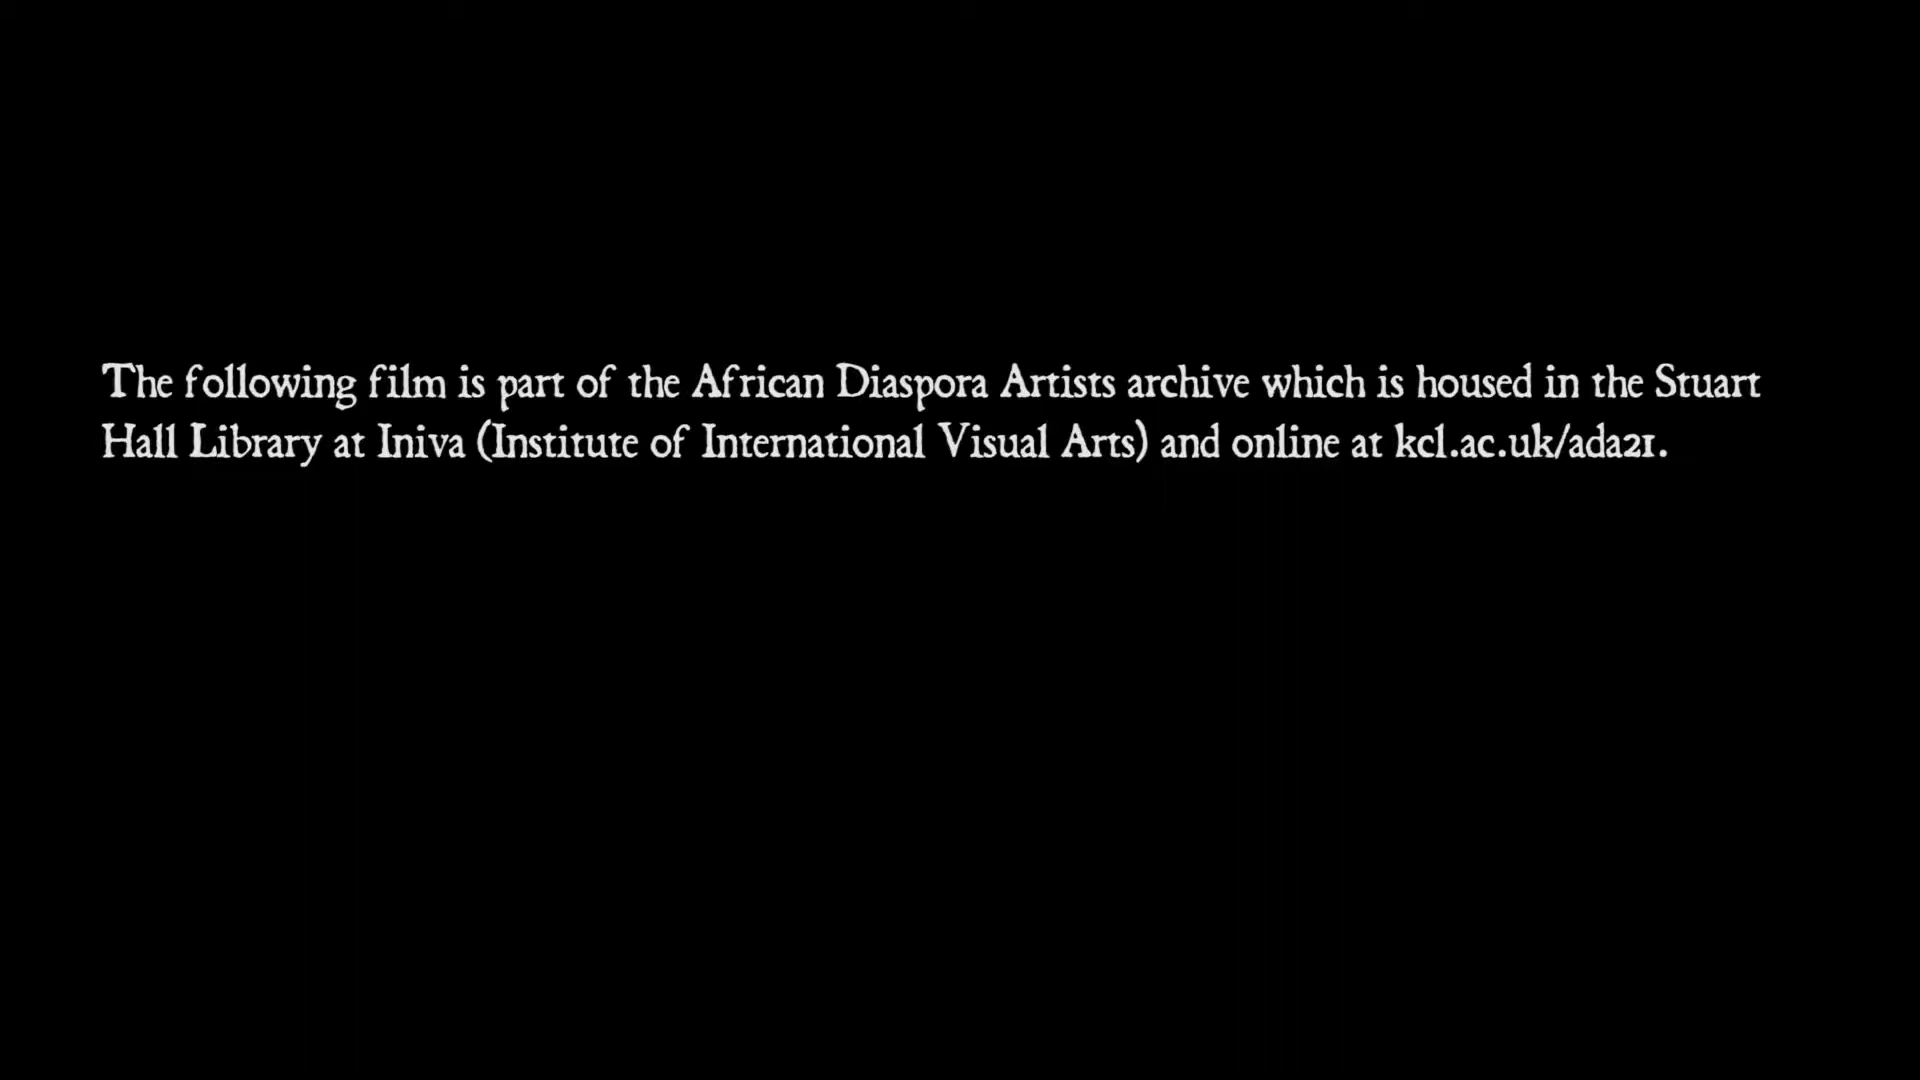 The following film is part of the African Diaspora Artists archive which is housed in the Stuart
Hall Library at Iniva (Institute of International Visual Arts) and online at kcl.ac.uk/ada21.